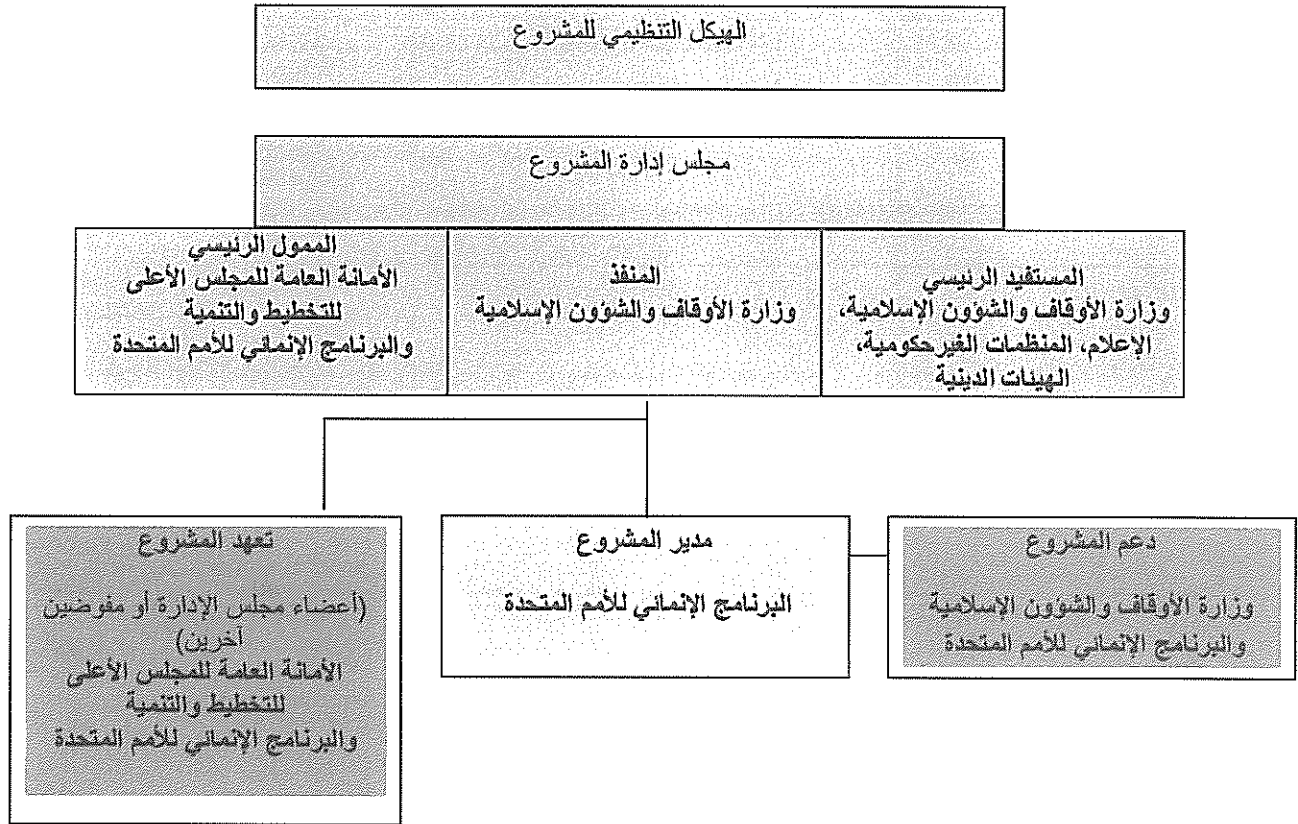 الهيكل التنظيمي للمشروع
مجلس إدارة المشروع
المستفيد الرئيسي
وزارة الأوقاف والشؤون الإسلامية،
الإعلام، المنظمات الغيرحكومية،
الهيئات الدينية
المنفذ
وزارة الأوقاف والشؤون الإسلامية
الممول الرئيسي
الأمانة العامة للمجلس الأعلى
للتخطيط والتنمية
والبرنامج الإنمائي للأمم المتحدة
دعم المشروع
وزارة الأوقاف والشؤون الإسلامية
والبرنامج الإنمائي للأمم المتحدة
مدير المشروع
البرنامج الإنمائي للأمم المتحدة
تعهد المشروع
(أعضاء مجلس الإدارة أو مفوضين
آخرين)
الأمانة العامة للمجلس الأعلى
للتخطيط والتنمية
والبرنامج الإنمائي للأمم المتحدة